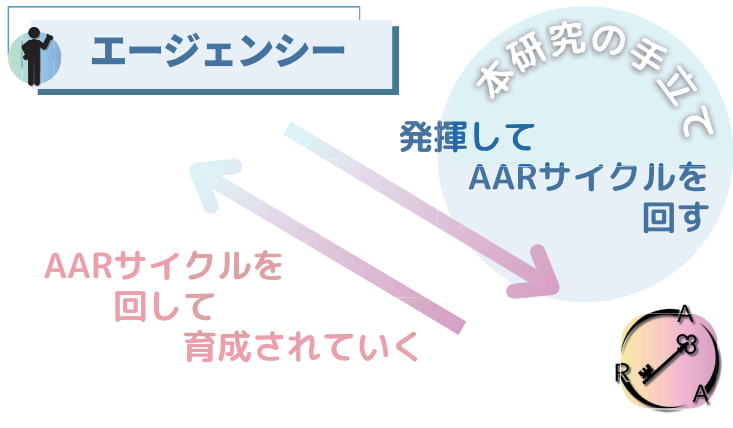 エージェンシー
本研究の手立て
発揮して
AARサイクルを
回す
AARサイクルを
回して
育成されていく
A
R
A